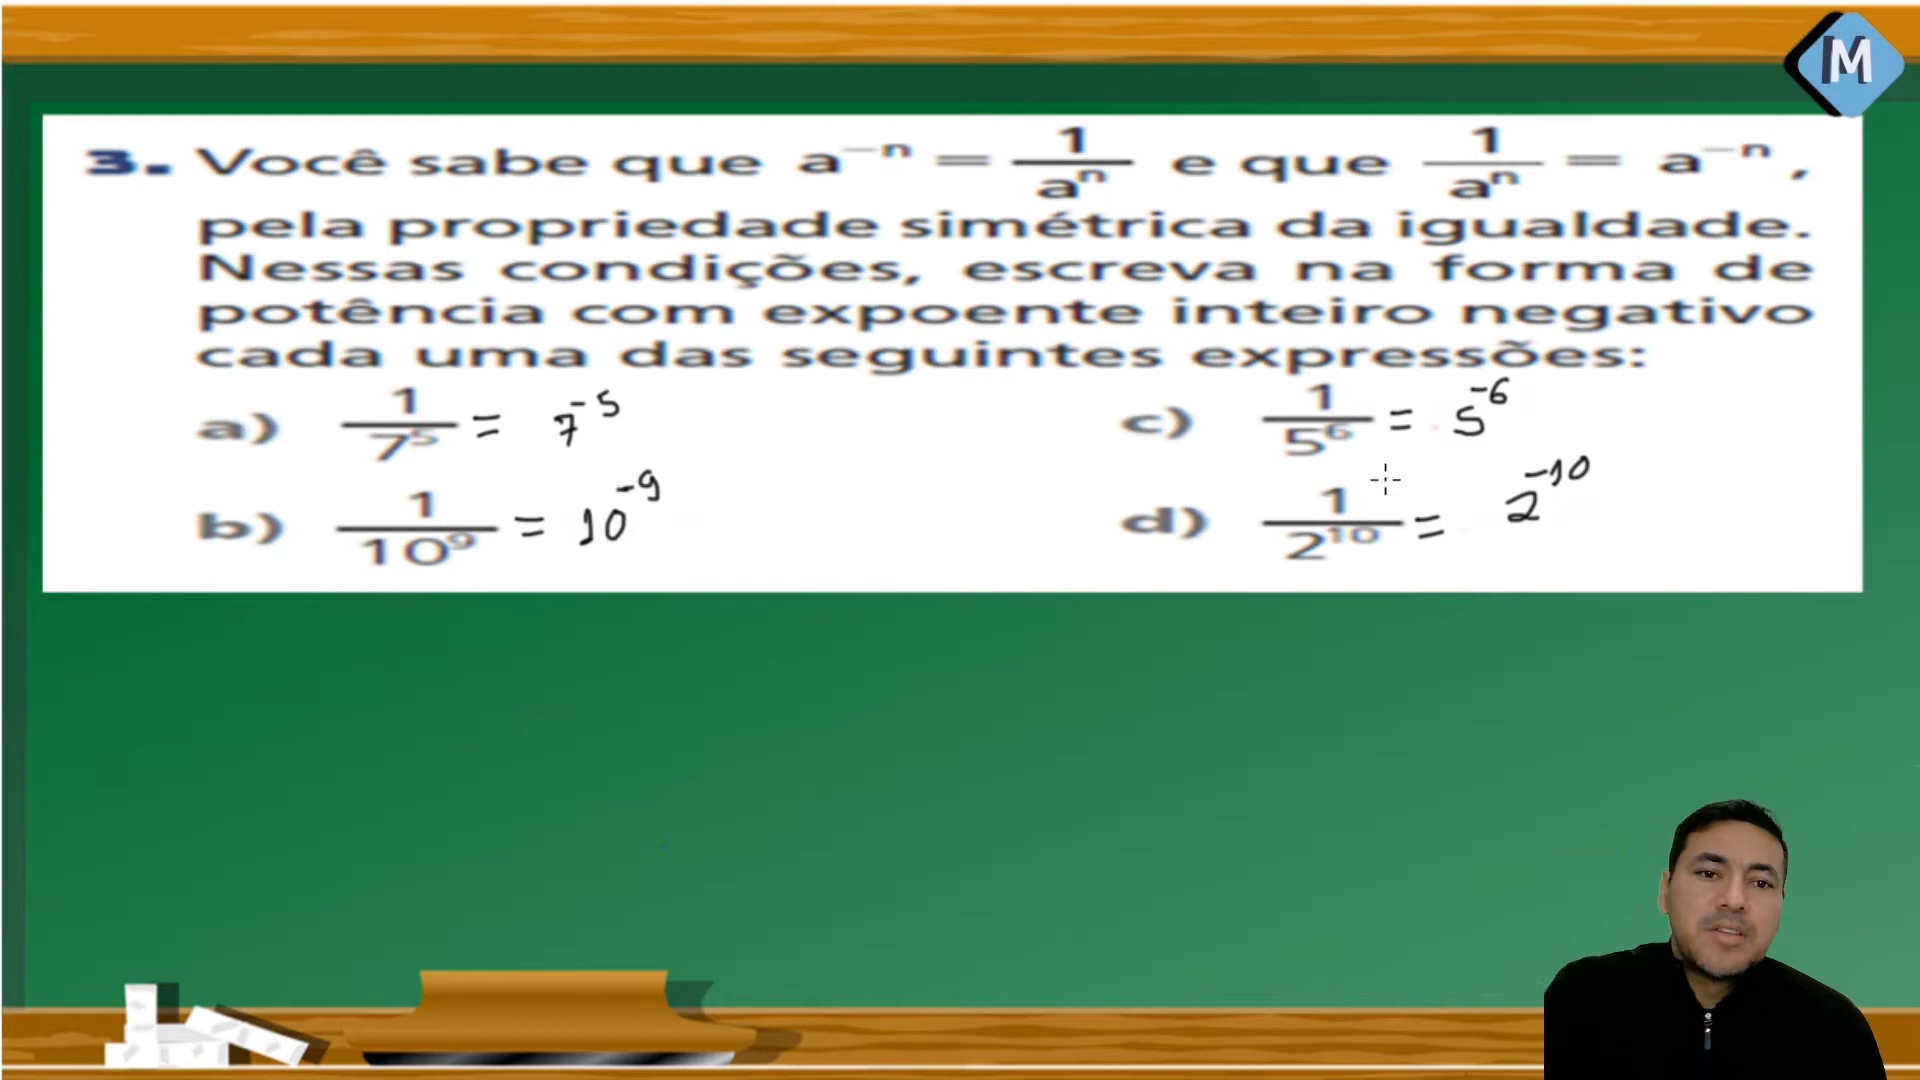 M
3. Você sabe que a⁻ⁿ = 1/aⁿ e que 1/aⁿ = a⁻ⁿ,
pela propriedade simétrica da igualdade.
Nessas condições, escreva na forma de
potência com expoente inteiro negativo
cada uma das seguintes expressões:
a) 1/7⁵ = 7⁻⁵
c) 1/5⁶ = 5⁻⁶
b) 1/10⁹ = 10⁻⁹
d) 1/2¹⁰ = 2⁻¹⁰